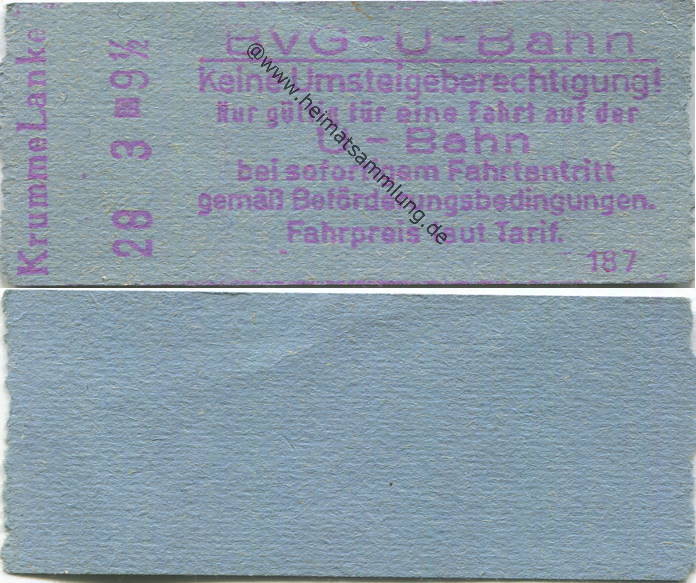 BVG-U-Bahn
Keine Umsteigeberechtigung!
Nur gültig für eine Fahrt auf der
U-Bahn
bei sofortigem Fahrtantritt
gemäß Beförderungsbedingungen.
Fahrpreis laut Tarif.
187
Krumme Lanke
28 3 9½
@www.heimatsammlung.de